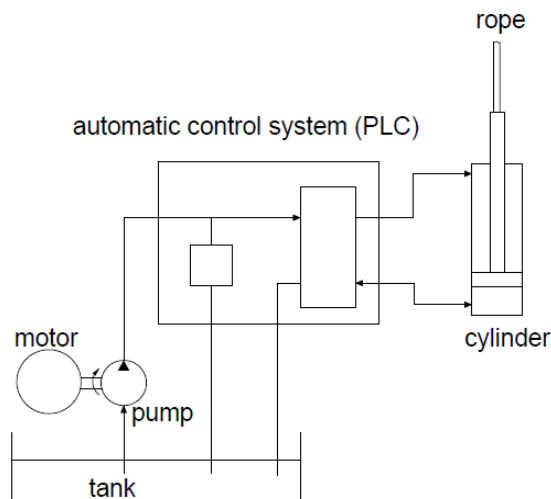 rope
automatic control system (PLC)
motor
cylinder
pump
tank